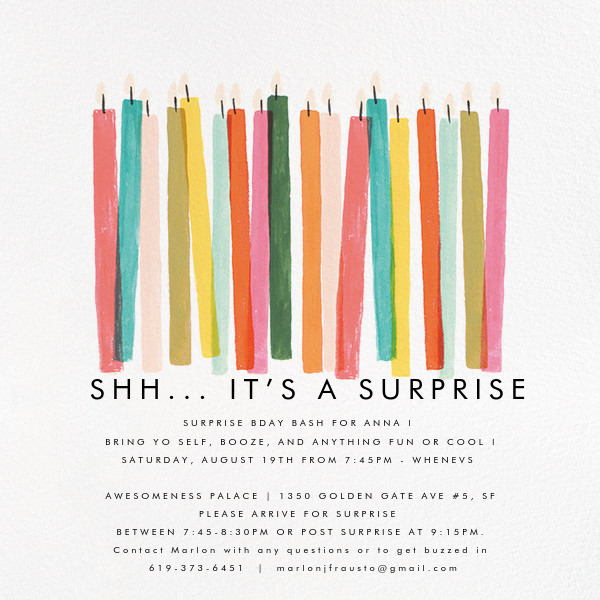 SHH... IT'S A SURPRISE
SURPRISE BDAY BASH FOR ANNA !
BRING YO SELF, BOOZE, AND ANYTHING FUN OR COOL !
SATURDAY, AUGUST 19TH FROM 7:45PM - WHENEVS
AWESOMENESS PALACE | 1350 GOLDEN GATE AVE #5, SF
PLEASE ARRIVE FOR SURPRISE
BETWEEN 7:45-8:30PM OR POST SURPRISE AT 9:15PM.
Contact Marlon with any questions or to get buzzed in
619-373-6451 | marlonjfrausto@gmail.com